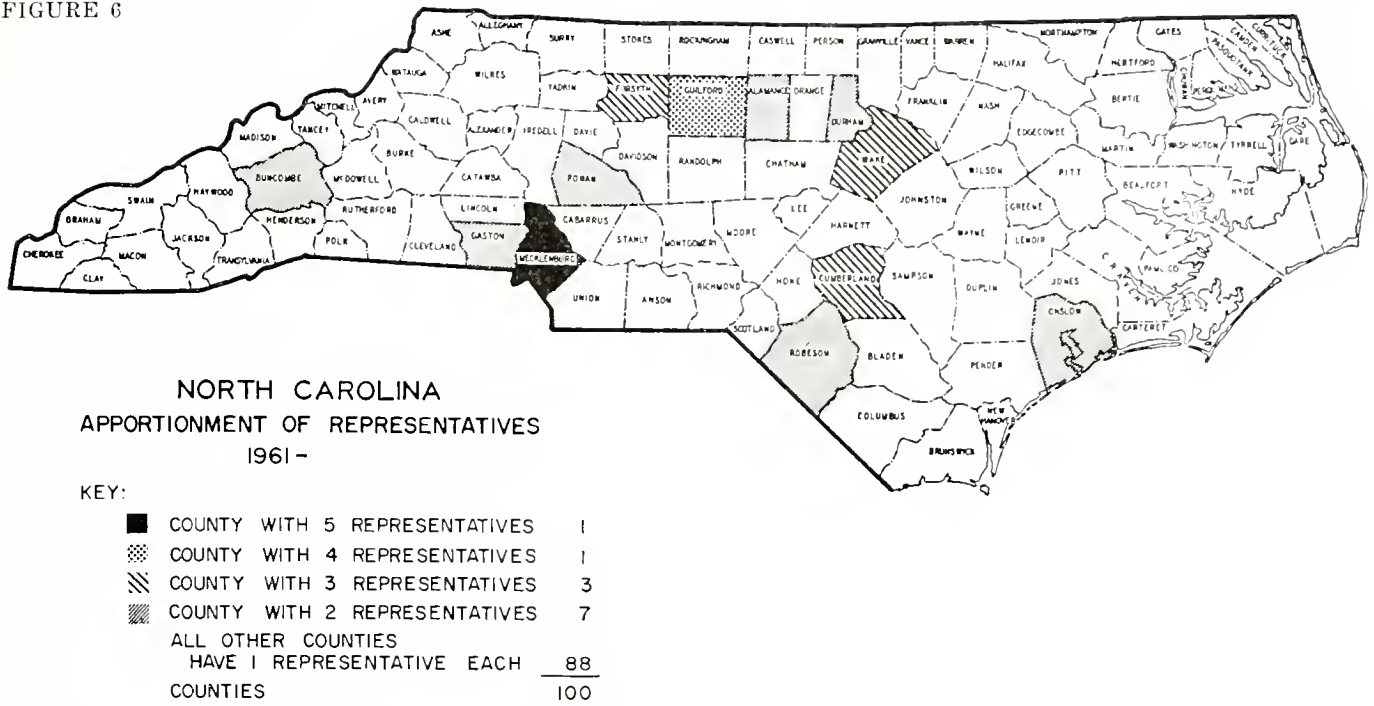 FIGURE 6
ASHE
ALLEGHANY
SURRY
STOKES
ROCKINGHAM
CASWELL
PERSON
GRANVILLE
VANCE
WARREN
NORTHAMPTON
GATES
CURRITUCK
CAMDEN
PASQUOTANK
PERQUIMANS
CHOWAN
HERTFORD
HALIFAX
WATAUGA
WILKES
YADKIN
FORSYTH
GUILFORD
ALAMANCE
ORANGE
DURHAM
FRANKLIN
NASH
BERTIE
MITCHELL
AVERY
CALDWELL
ALEXANDER
IREDELL
DAVIE
MADISON
YANCEY
BURKE
DAVIDSON
RANDOLPH
CHATHAM
WAKE
EDGECOMBE
MARTIN
WASHINGTON
TYRRELL
DARE
BUNCOMBE
McDOWELL
CATAWBA
ROWAN
WILSON
PITT
BEAUFORT
HYDE
SWAIN
HAYWOOD
GRAHAM
HENDERSON
RUTHERFORD
LINCOLN
CABARRUS
LEE
HARNETT
JOHNSTON
GREENE
CHEROKEE
MACON
JACKSON
TRANSYLVANIA
POLK
CLEVELAND
GASTON
STANLY
MONTGOMERY
MOORE
WAYNE
LENOIR
CRAVEN
PAMLICO
CLAY
MECKLENBURG
UNION
ANSON
RICHMOND
HOKE
CUMBERLAND
SAMPSON
DUPLIN
JONES
ONSLOW
CARTERET
SCOTLAND
ROBESON
BLADEN
PENDER
COLUMBUS
NEW
HANOVER
BRUNSWICK
NORTH CAROLINA
APPORTIONMENT OF REPRESENTATIVES
1961-
KEY:
COUNTY WITH 5 REPRESENTATIVES 1
COUNTY WITH 4 REPRESENTATIVES 1
COUNTY WITH 3 REPRESENTATIVES 3
COUNTY WITH 2 REPRESENTATIVES 7
ALL OTHER COUNTIES
HAVE 1 REPRESENTATIVE EACH 88
COUNTIES 100